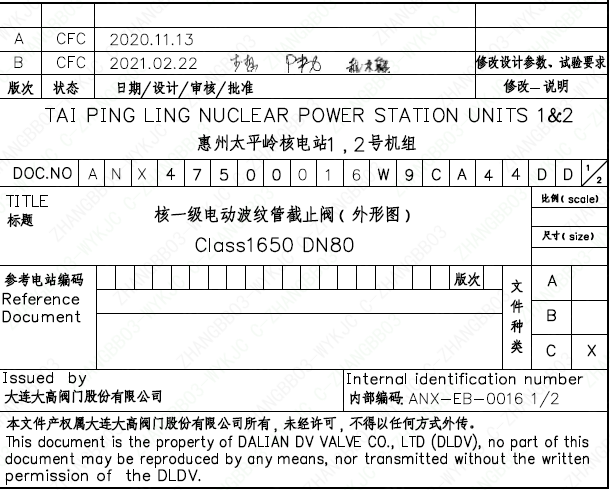 A CFC 2020.11.13
B CFC 2021.02.22 修改设计参数、试验要求
版次 状态 日期/设计/审核/批准 修改—说明
TAI PING LING NUCLEAR POWER STATION UNITS 1&2
惠州太平岭核电站1,2号机组
DOC.NO A N X 4 7 5 0 0 0 1 6 W 9 C A 4 4 D D 1/2
TITLE 比例( scale)
标题 核一级电动波纹管截止阀( 外形图)
Class1650 DN80 尺寸( size)
参考电站编码 版次 文件种类 A
Reference
Document B
C X
Issued by Internal identification number
大连大高阀门股份有限公司 内部编码: ANX-EB-0016 1/2
本文件产权属大连大高阀门股份有限公司所有,未经许可,不得以任何方式外传。
This document is the property of DALIAN DV VALVE CO., LTD (DLDV), no part of this
document may be reproduced by any means, nor transmitted without the written
permission of the DLDV.